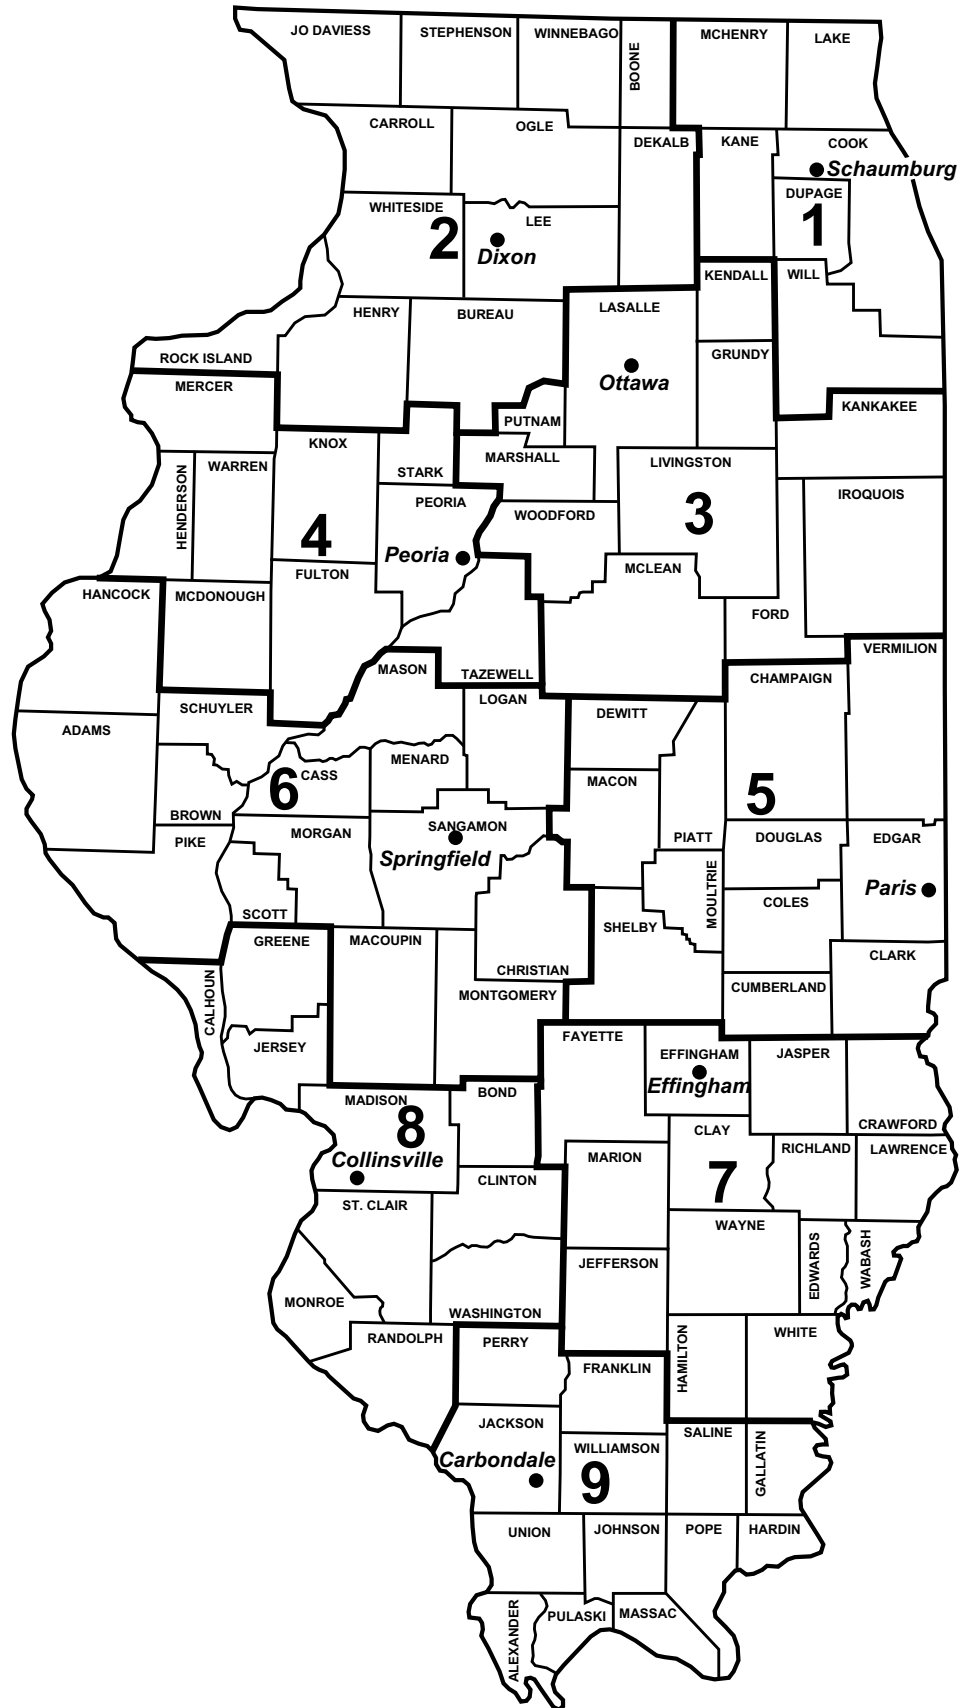 JO DAVIESS
STEPHENSON
WINNEBAGO
BOONE
MCHENRY
LAKE
CARROLL
OGLE
DEKALB
KANE
COOK
Schaumburg
DUPAGE
1
WHITESIDE
2
LEE
Dixon
KENDALL
WILL
HENRY
BUREAU
LASALLE
ROCK ISLAND
GRUNDY
Ottawa
MERCER
KANKAKEE
PUTNAM
KNOX
STARK
MARSHALL
LIVINGSTON
WARREN
HENDERSON
PEORIA
WOODFORD
3
IROQUOIS
4
Peoria
FULTON
MCLEAN
HANCOCK
MCDONOUGH
FORD
VERMILION
MASON
TAZEWELL
CHAMPAIGN
LOGAN
SCHUYLER
DEWITT
ADAMS
MENARD
CASS
6
MACON
5
BROWN
PIKE
MORGAN
SANGAMON
Springfield
PIATT
DOUGLAS
EDGAR
Paris
SCOTT
MOULTRIE
COLES
SHELBY
GREENE
MACOUPIN
CLARK
CHRISTIAN
CALHOUN
MONTGOMERY
CUMBERLAND
FAYETTE
JERSEY
EFFINGHAM
JASPER
Effingham
BOND
MADISON
8
CLAY
CRAWFORD
Collinsville
MARION
RICHLAND
LAWRENCE
CLINTON
7
ST. CLAIR
WAYNE
JEFFERSON
EDWARDS
WABASH
MONROE
WASHINGTON
RANDOLPH
PERRY
WHITE
HAMILTON
FRANKLIN
JACKSON
SALINE
WILLIAMSON
Carbondale
GALLATIN
9
UNION
JOHNSON
POPE
HARDIN
ALEXANDER
PULASKI
MASSAC